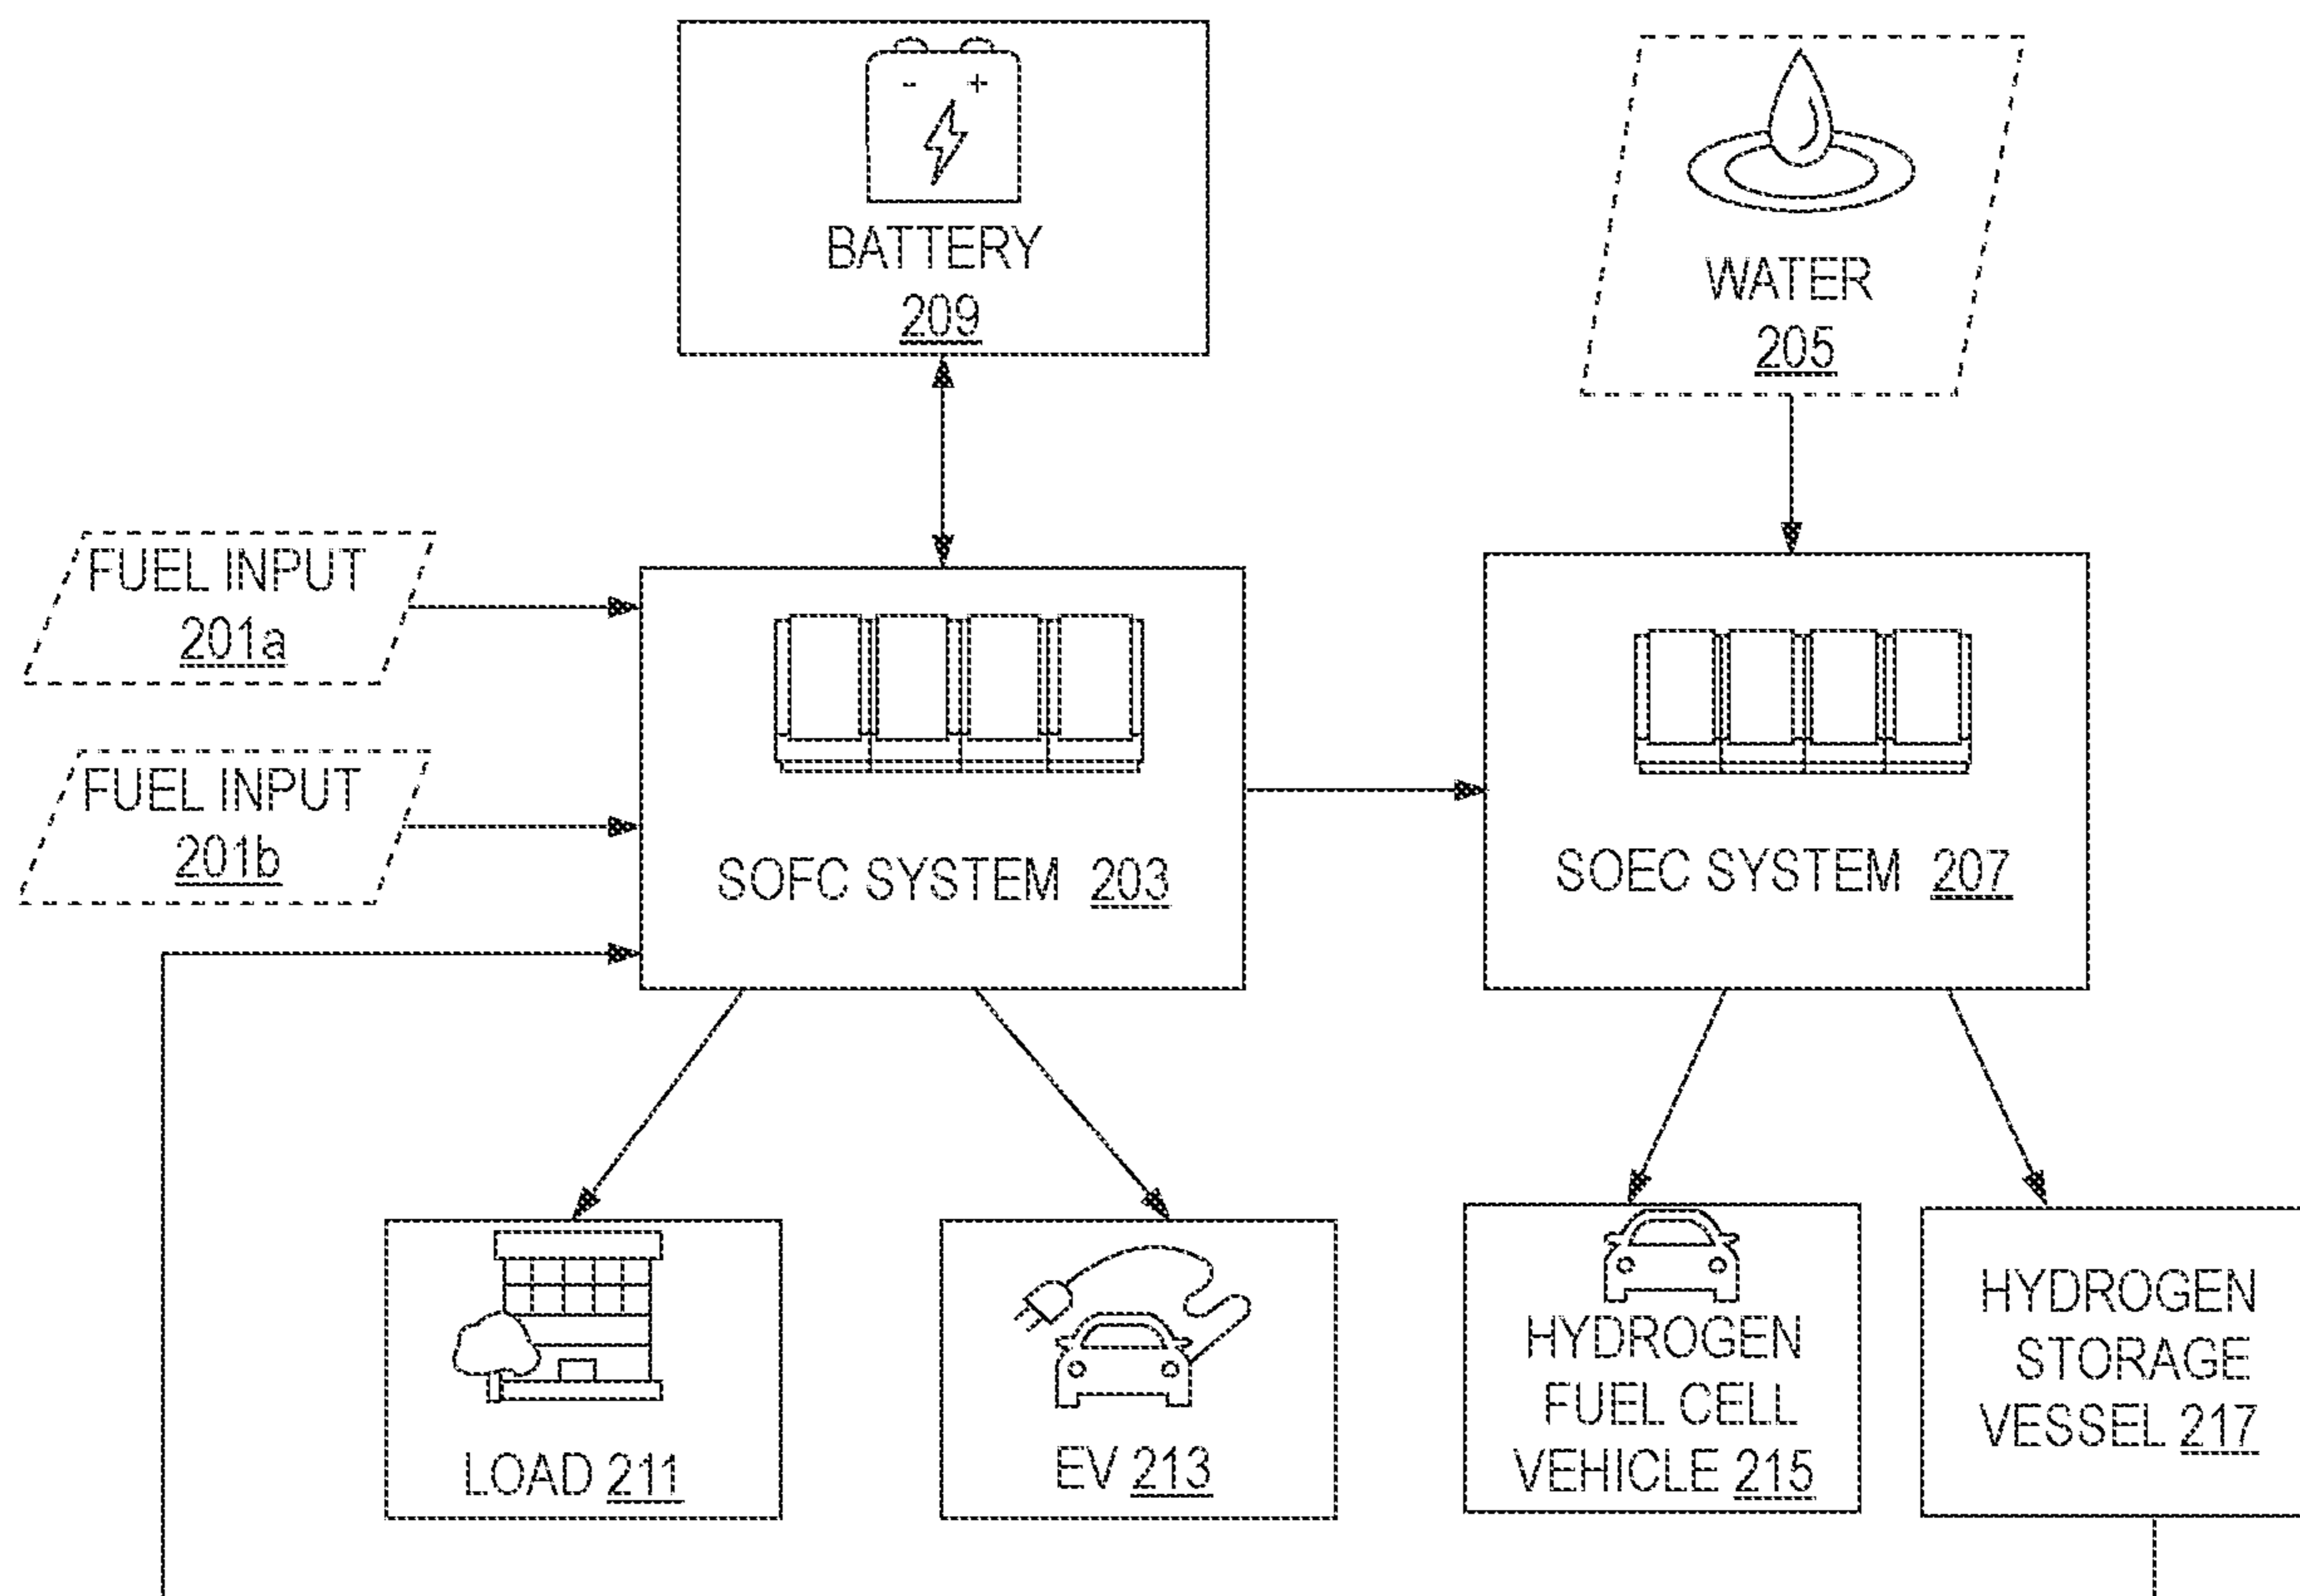 - +
BATTERY
209
WATER
205
FUEL INPUT
201a
FUEL INPUT
201b
SOFC SYSTEM 203
SOEC SYSTEM 207
LOAD 211
EV 213
HYDROGEN
FUEL CELL
VEHICLE 215
HYDROGEN
STORAGE
VESSEL 217